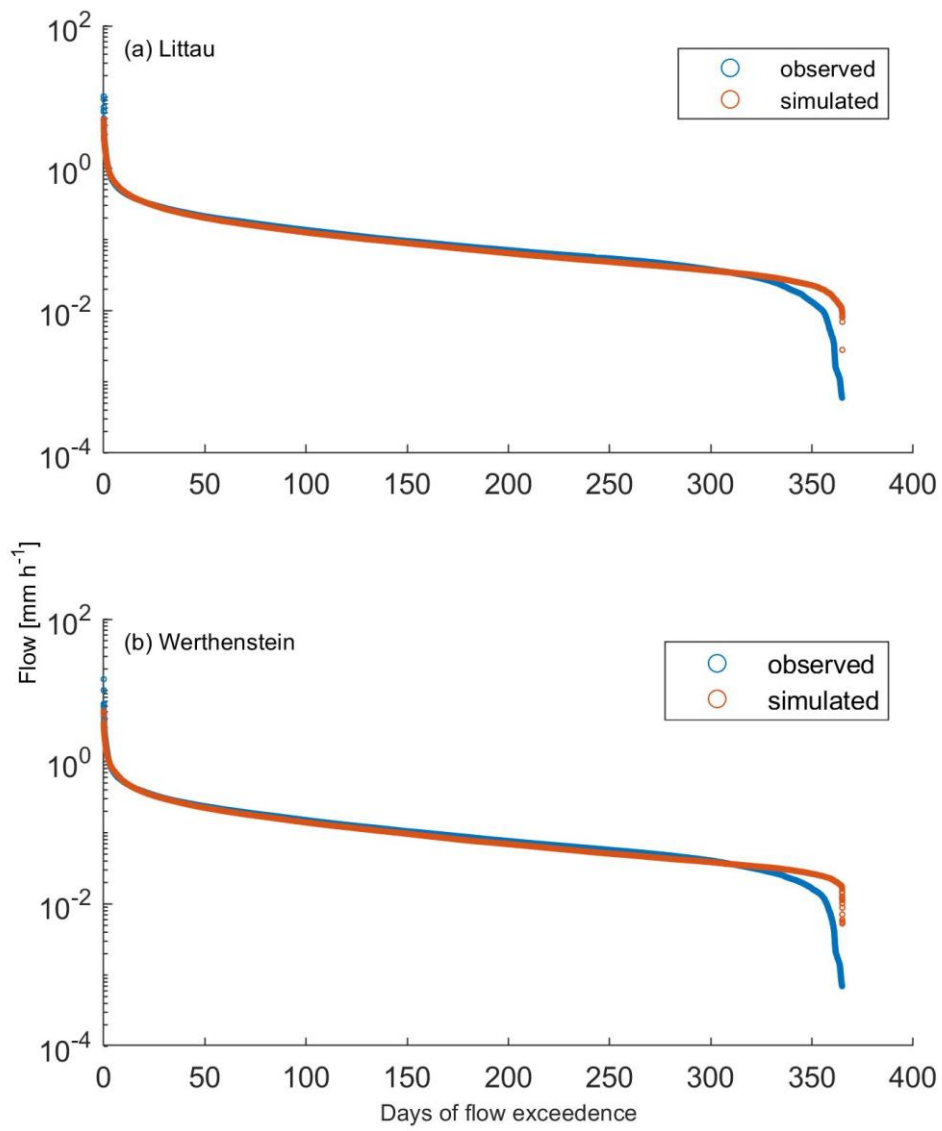 10²
(a) Littau
observed
simulated
10⁰
10⁻²
10⁻⁴
0 50 100 150 200 250 300 350 400
Flow [mm h⁻¹]
10²
(b) Werthenstein
observed
simulated
10⁰
10⁻²
10⁻⁴
0 50 100 150 200 250 300 350 400
Days of flow exceedence